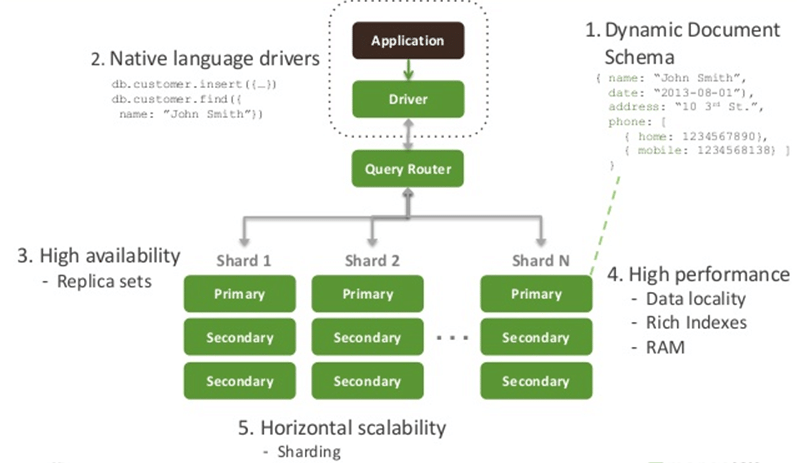 1. Dynamic Document
Schema
{ name: “John Smith”,
date: “2013-08-01”),
address: “10 3rd St.”,
phone: [
{ home: 1234567890},
{ mobile: 1234568138} ]
}
2. Native language drivers
db.customer.insert({…})
db.customer.find({
name: ”John Smith”})
Application
Driver
Query Router
3. High availability
- Replica sets
Shard 1
Primary
Secondary
Secondary
Shard 2
Primary
Secondary
Secondary
...
Shard N
Primary
Secondary
Secondary
4. High performance
- Data locality
- Rich Indexes
- RAM
5. Horizontal scalability
- Sharding